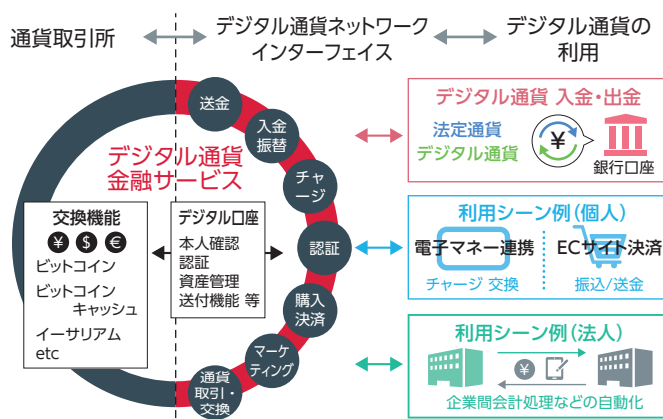 通貨取引所
デジタル通貨ネットワーク
インターフェイス
デジタル通貨の
利用
送金
入金
振替
チャ
ージ
認証
購入
決済
マーケ
ティング
通貨
取引・
交換
デジタル通貨
金融サービス
交換機能
¥ $ €
ビットコイン
ビットコイン
キャッシュ
イーサリアム
etc
デジタル口座
本人確認
認証
資産管理
送付機能 等
デジタル通貨 入金・出金
法定通貨
デジタル通貨
¥
銀行口座
利用シーン例(個人)
電子マネー連携
チャージ 交換
ECサイト決済
振込/送金
利用シーン例(法人)
¥
企業間会計処理などの自動化